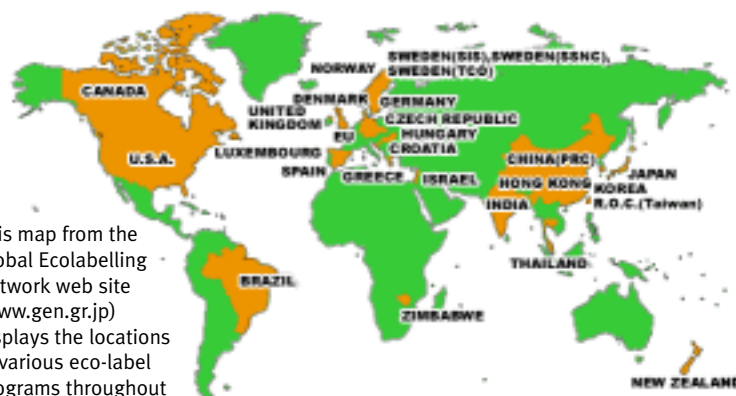 SWEDEN(SIS),SWEDEN(SSNC),
NORWAY SWEDEN(TCO)
CANADA
DENMARK GERMANY
UNITED
KINGDOM
CZECH REPUBLIC
EU HUNGARY
LUXEMBOURG CROATIA
U.S.A.
CHINA(PRC)
SPAIN GREECE ISRAEL
HONG KONG JAPAN
KOREA
INDIA R.O.C.(Taiwan)
is map from the
obal Ecolabelling
twork web site
ww.gen.gr.jp)
splays the locations
various eco-label
ograms throughout
THAILAND
BRAZIL
ZIMBABWE
NEW ZEALAND